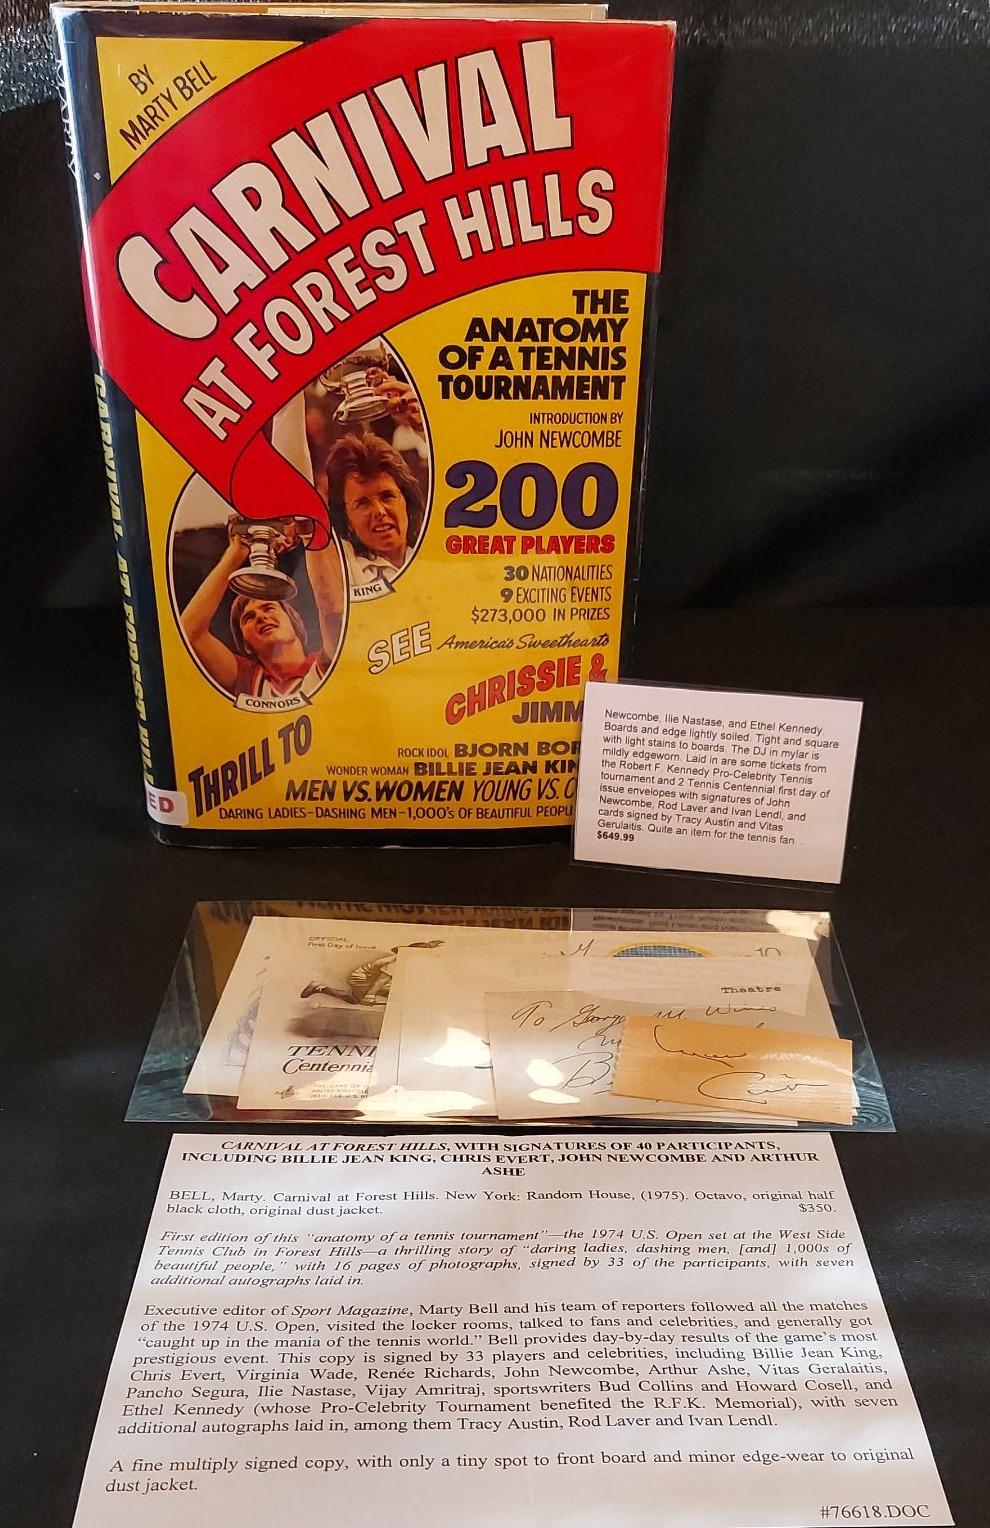 BY
MARTY BELL
CARNIVAL
AT FOREST HILLS
THE
ANATOMY
OF A TENNIS
TOURNAMENT
INTRODUCTION BY
JOHN NEWCOMBE
200
GREAT PLAYERS
30 NATIONALITIES
9 EXCITING EVENTS
$273,000 IN PRIZES
KING
CONNORS
SEE America's Sweethearts
CHRISSIE &
JIMM
THRILL TO
ROCK IDOL BJORN BOR
WONDER WOMAN BILLIE JEAN KIN
MEN VS. WOMEN YOUNG VS. O
DARING LADIES–DASHING MEN–1,000'S OF BEAUTIFUL PEOPL
CARNIVAL AT FOREST HILL
ED
Newcombe, Ilie Nastase, and Ethel Kennedy
Boards and edge lightly soiled. Tight and square
with light stains to boards. The DJ in mylar is
mildly edgeworn. Laid in are some tickets from
the Robert F. Kennedy Pro-Celebrity Tennis
tournament and 2 Tennis Centennial first day of
issue envelopes with signatures of John
Newcombe, Rod Laver and Ivan Lendl, and
cards signed by Tracy Austin and Vitas
Gerulaitis. Quite an item for the tennis fan.
$649.99
OFFICIAL
First Day of Issue
TENNI
Centennia
10
Theatre
To George M.
CARNIVAL AT FOREST HILLS, WITH SIGNATURES OF 40 PARTICIPANTS,
INCLUDING BILLIE JEAN KING, CHRIS EVERT, JOHN NEWCOMBE AND ARTHUR
ASHE
BELL, Marty. Carnival at Forest Hills. New York: Random House, (1975). Octavo, original half
black cloth, original dust jacket. $350.
First edition of this "anatomy of a tennis tournament"—the 1974 U.S. Open set at the West Side
Tennis Club in Forest Hills—a thrilling story of "daring ladies, dashing men, [and] 1,000s of
beautiful people," with 16 pages of photographs, signed by 33 of the participants, with seven
additional autographs laid in.
Executive editor of Sport Magazine, Marty Bell and his team of reporters followed all the matches
of the 1974 U.S. Open, visited the locker rooms, talked to fans and celebrities, and generally got
"caught up in the mania of the tennis world." Bell provides day-by-day results of the game's most
prestigious event. This copy is signed by 33 players and celebrities, including Billie Jean King,
Chris Evert, Virginia Wade, Renée Richards, John Newcombe, Arthur Ashe, Vitas Geralaitis,
Pancho Segura, Ilie Nastase, Vijay Amritraj, sportswriters Bud Collins and Howard Cosell, and
Ethel Kennedy (whose Pro-Celebrity Tournament benefited the R.F.K. Memorial), with seven
additional autographs laid in, among them Tracy Austin, Rod Laver and Ivan Lendl.
A fine multiply signed copy, with only a tiny spot to front board and minor edge-wear to original
dust jacket.
#76618.DOC